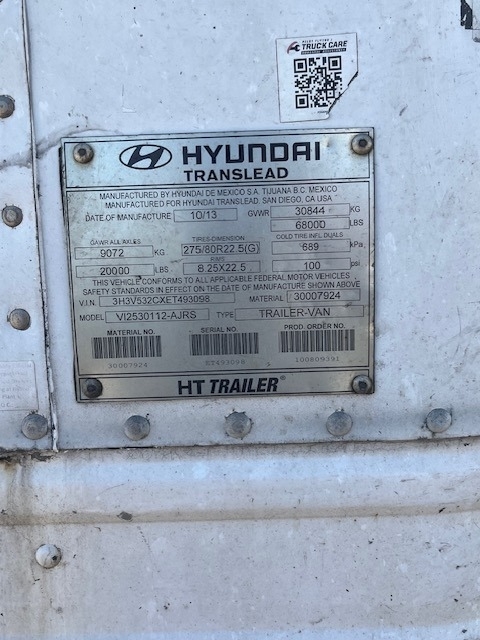 PILOT FLYING J
TRUCK CARE
HYUNDAI
TRANSLEAD
MANUFACTURED BY HYUNDAI DE MEXICO S.A. TIJUANA B.C. MEXICO
MANUFACTURED FOR HYUNDAI TRANSLEAD, SAN DIEGO, CA USA
DATE OF MANUFACTURE 10/13 GVWR 30844 KG
68000 LBS
GAWR ALL AXLES TIRES-DIMENSION COLD TIRE INFL. DUALS
9072 KG 275/80R22.5(G) 689 kPa
RIMS
20000 LBS 8.25X22.5 100 psi
THIS VEHICLE CONFORMS TO ALL APPLICABLE FEDERAL MOTOR VEHICLES
SAFETY STANDARDS IN EFFECT ON THE DATE OF MANUFACTURE SHOWN ABOVE
V.I.N. 3H3V532CXET493098 MATERIAL 30007924
MODEL VI2530112-AJRS TYPE TRAILER-VAN
MATERIAL NO. SERIAL NO. PROD. ORDER NO.
30007924 ET493098 100809391
HT TRAILER®